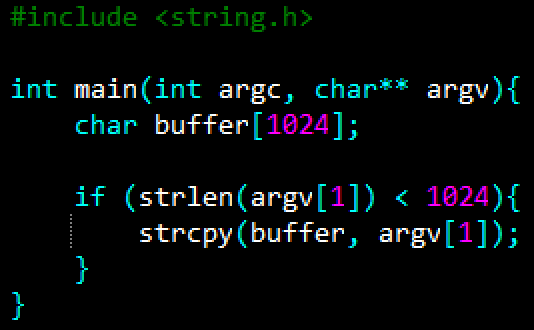 #include <string.h>
int main(int argc, char** argv){
char buffer[1024];
if (strlen(argv[1]) < 1024){
strcpy(buffer, argv[1]);
}
}